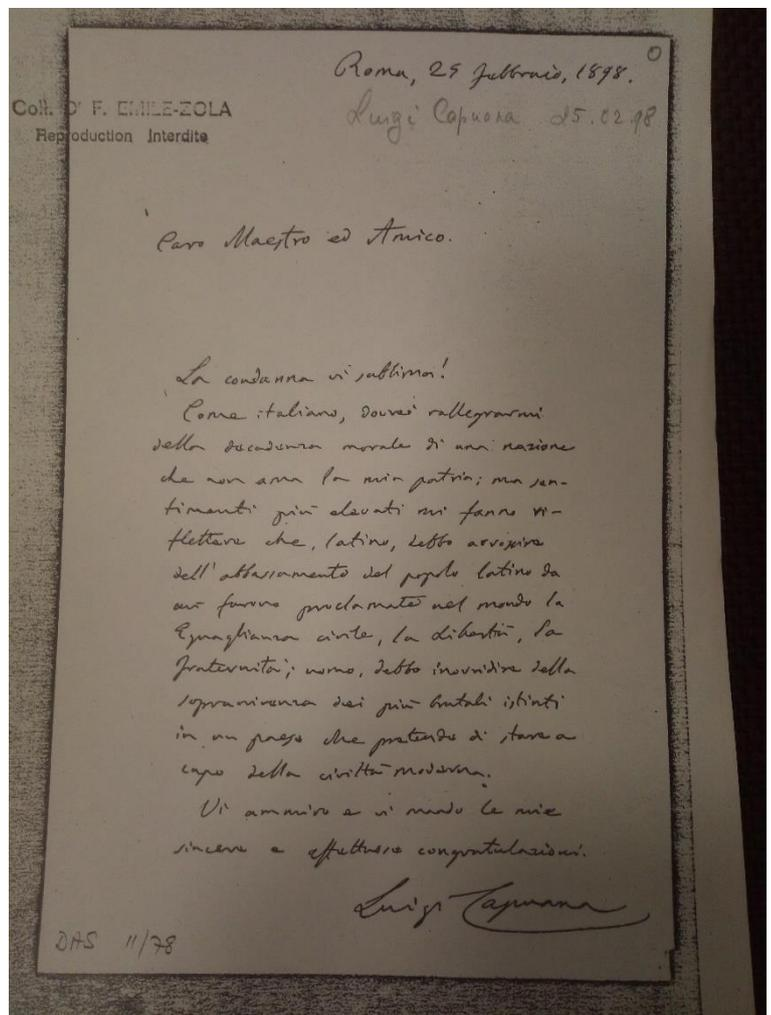 Roma, 25 febbraio, 1898.
Coll. Dr F. EMILE-ZOLA
Reproduction Interdite
Luigi Capuana 25.02.98
Caro Maestro ed Amico.
La condanna vi sublima!
Come italiano, dovrei rallegrarmi
della decadenza morale di una nazione
che non ama la mia patria; ma sen-
timenti più elevati mi fanno ri-
flettere che, latino, debbo arrossire
dell'abbassamento del popolo latino da
cui furono proclamate nel mondo la
Eguaglianza civile, la Libertà, la
fraternità; uomo, debbo inorridire della
sopravvivenza dei più brutali istinti
in un paese che pretende di stare a
capo della civiltà moderna.
Vi ammiro e vi mando le mie
sincere e affettuose congratulazioni.
Luigi Capuana
DAS 11/78